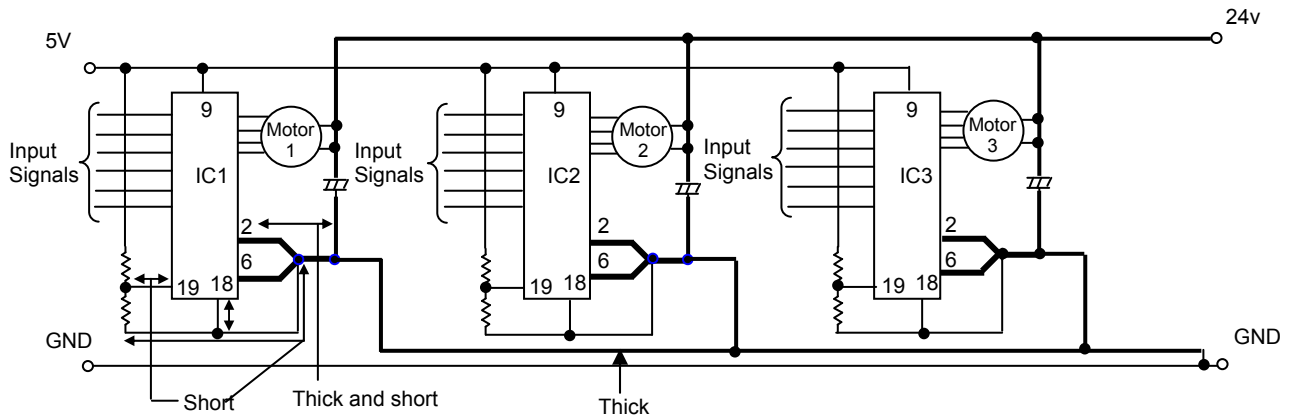 24v
5V
9
Motor
1
Input
Signals
IC1
2
6
19
18
9
Motor
2
Input
Signals
IC2
2
6
19
18
9
Motor
3
Input
Signals
IC3
2
6
19
18
GND
GND
Short
Thick and short
Thick